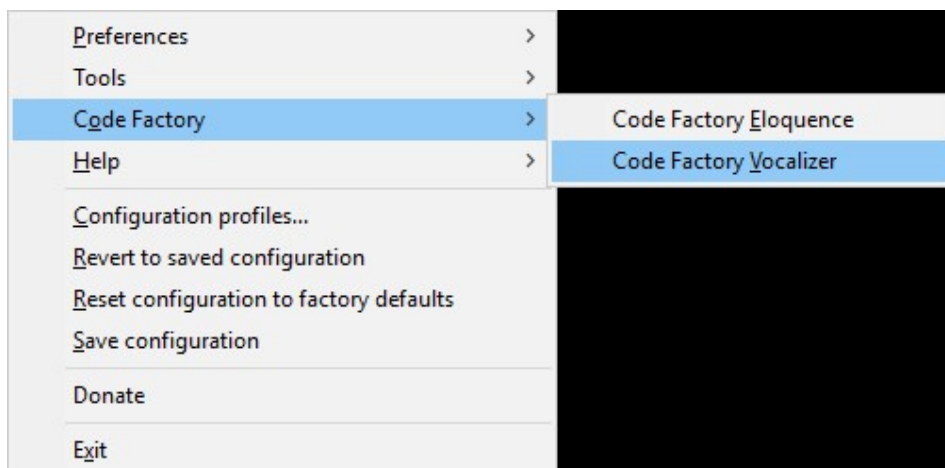 Preferences
Tools
Code Factory
Code Factory Eloquence
Code Factory Vocalizer
Help
Configuration profiles...
Revert to saved configuration
Reset configuration to factory defaults
Save configuration
Donate
Exit